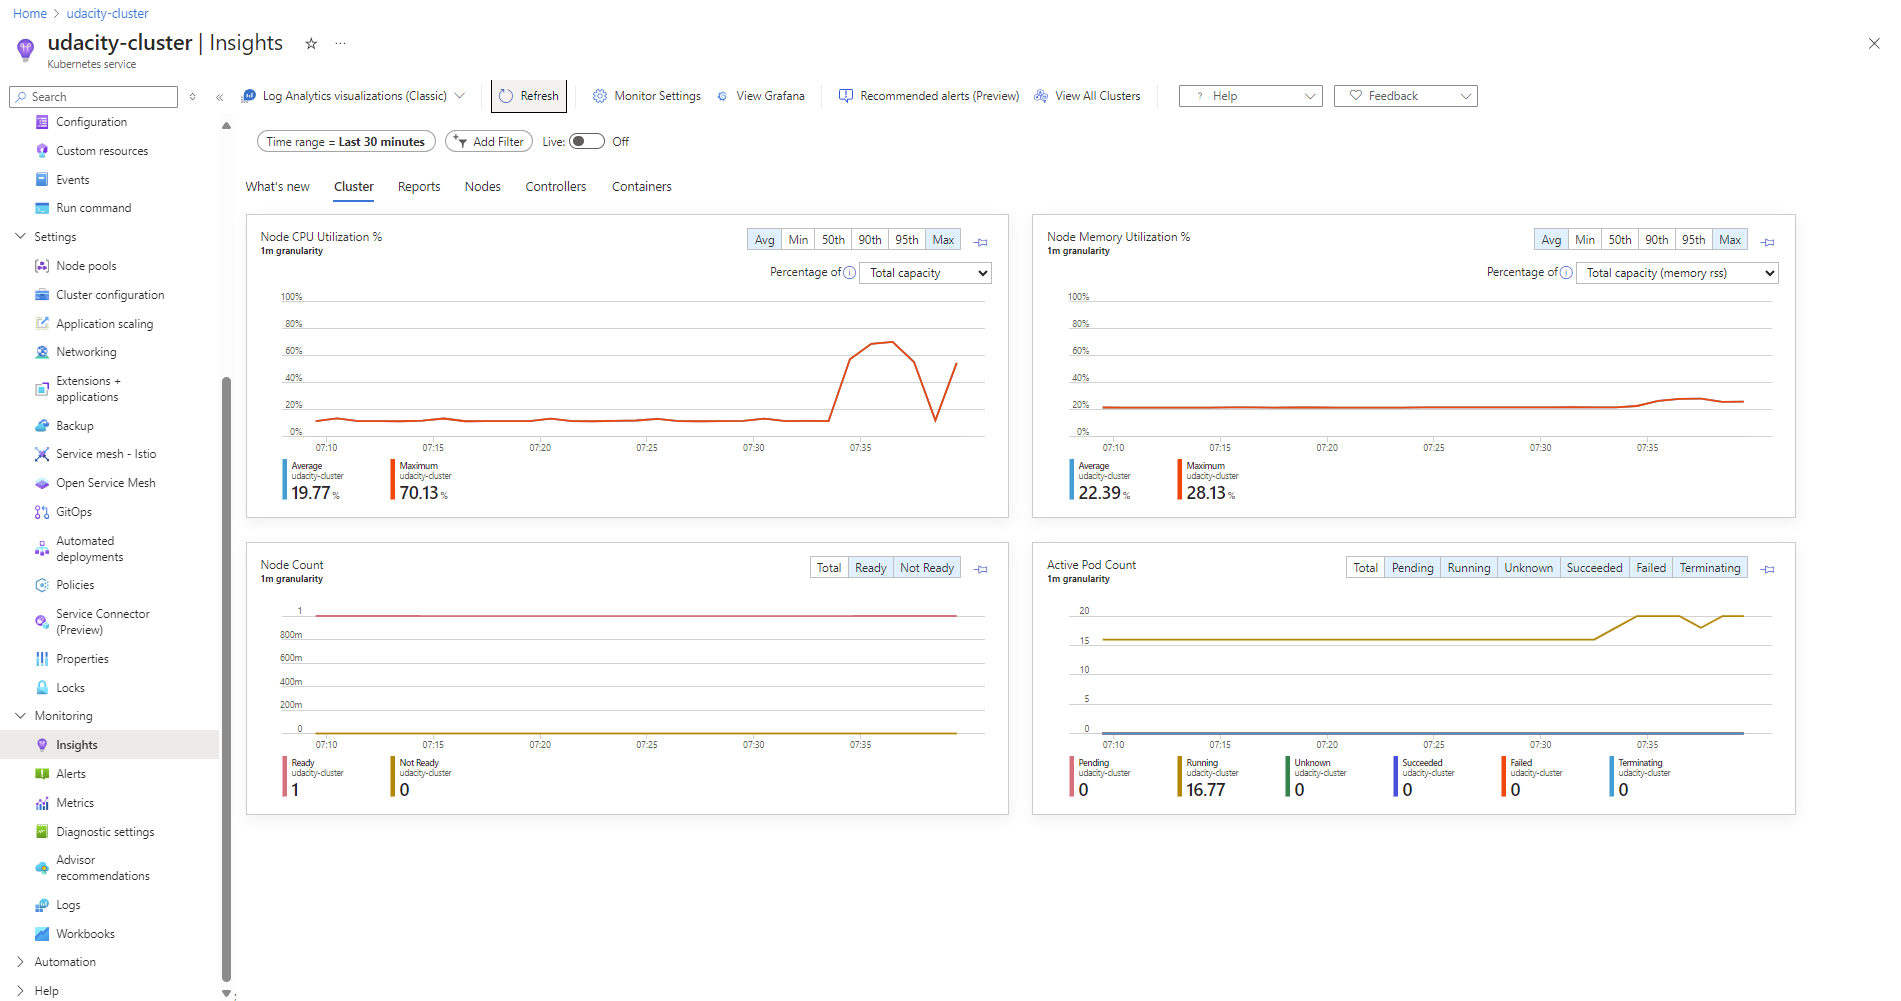 Home > udacity-cluster
udacity-cluster | Insights
Kubernetes service
Search
Configuration
Custom resources
Events
Run command
Settings
Node pools
Cluster configuration
Application scaling
Networking
Extensions +
applications
Backup
Service mesh - Istio
Open Service Mesh
GitOps
Automated
deployments
Policies
Service Connector
(Preview)
Properties
Locks
Monitoring
Insights
Alerts
Metrics
Diagnostic settings
Advisor
recommendations
Logs
Workbooks
Automation
Help
Log Analytics visualizations (Classic) Refresh Monitor Settings View Grafana Recommended alerts (Preview) View All Clusters ? Help Feedback
Time range = Last 30 minutes Add Filter Live: Off
What's new Cluster Reports Nodes Controllers Containers
Node CPU Utilization %
1m granularity
Avg Min 50th 90th 95th Max
Percentage of Total capacity
100%
80%
60%
40%
20%
0%
07:10 07:15 07:20 07:25 07:30 07:35
Average Maximum
udacity-cluster udacity-cluster
19.77 % 70.13 %
Node Memory Utilization %
1m granularity
Avg Min 50th 90th 95th Max
Percentage of Total capacity (memory rss)
100%
80%
60%
40%
20%
0%
07:10 07:15 07:20 07:25 07:30 07:35
Average Maximum
udacity-cluster udacity-cluster
22.39 % 28.13 %
Node Count
1m granularity
Total Ready Not Ready
1
800m
600m
400m
200m
0
07:10 07:15 07:20 07:25 07:30 07:35
Ready Not Ready
udacity-cluster udacity-cluster
1 0
Active Pod Count
1m granularity
Total Pending Running Unknown Succeeded Failed Terminating
20
15
10
5
0
07:10 07:15 07:20 07:25 07:30 07:35
Pending Running Unknown Succeeded Failed Terminating
udacity-cluster udacity-cluster udacity-cluster udacity-cluster udacity-cluster udacity-cluster
0 16.77 0 0 0 0